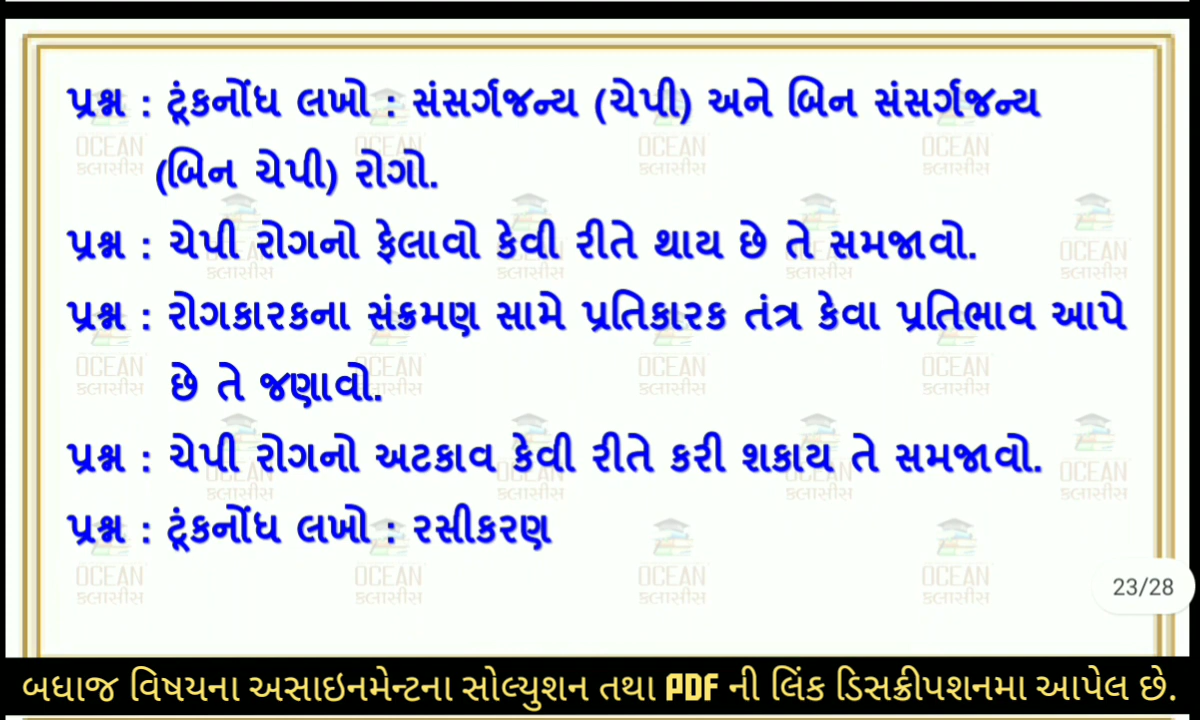 પ્રશ્ન : ટૂંકનોંધ લખો : સંસર્ગજન્ય (ચેપી) અને બિન સંસર્ગજન્ય
(બિન ચેપી) રોગો.
પ્રશ્ન : ચેપી રોગનો ફેલાવો કેવી રીતે થાય છે તે સમજાવો.
પ્રશ્ન : રોગકારકના સંક્રમણ સામે પ્રતિકારક તંત્ર કેવા પ્રતિભાવ આપે
છે તે જણાવો.
પ્રશ્ન : ચેપી રોગનો અટકાવ કેવી રીતે કરી શકાય તે સમજાવો.
પ્રશ્ન : ટૂંકનોંધ લખો : રસીકરણ
OCEAN
ક્લાસીસ
23/28
બધાજ વિષયના અસાઇનમેન્ટના સોલ્યુશન તથા PDF ની લિંક ડિસક્રીપશનમા આપેલ છે.